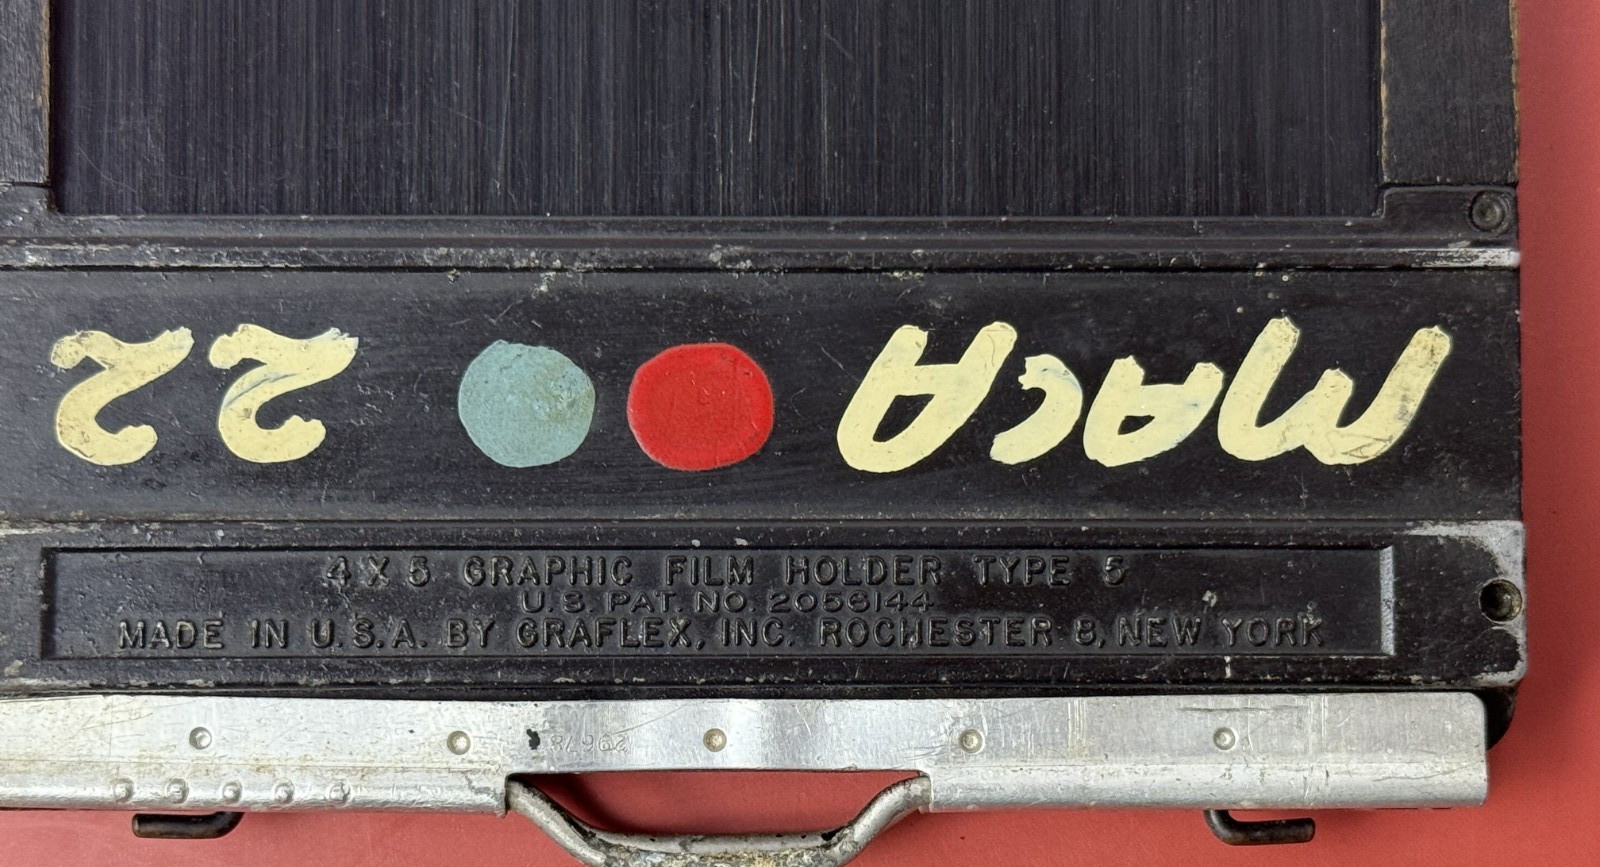 MACA 22
4 X 5 GRAPHIC FILM HOLDER TYPE 5
U.S. PAT. NO. 2056144
MADE IN U.S.A. BY GRAFLEX, INC. ROCHESTER 8, NEW YORK